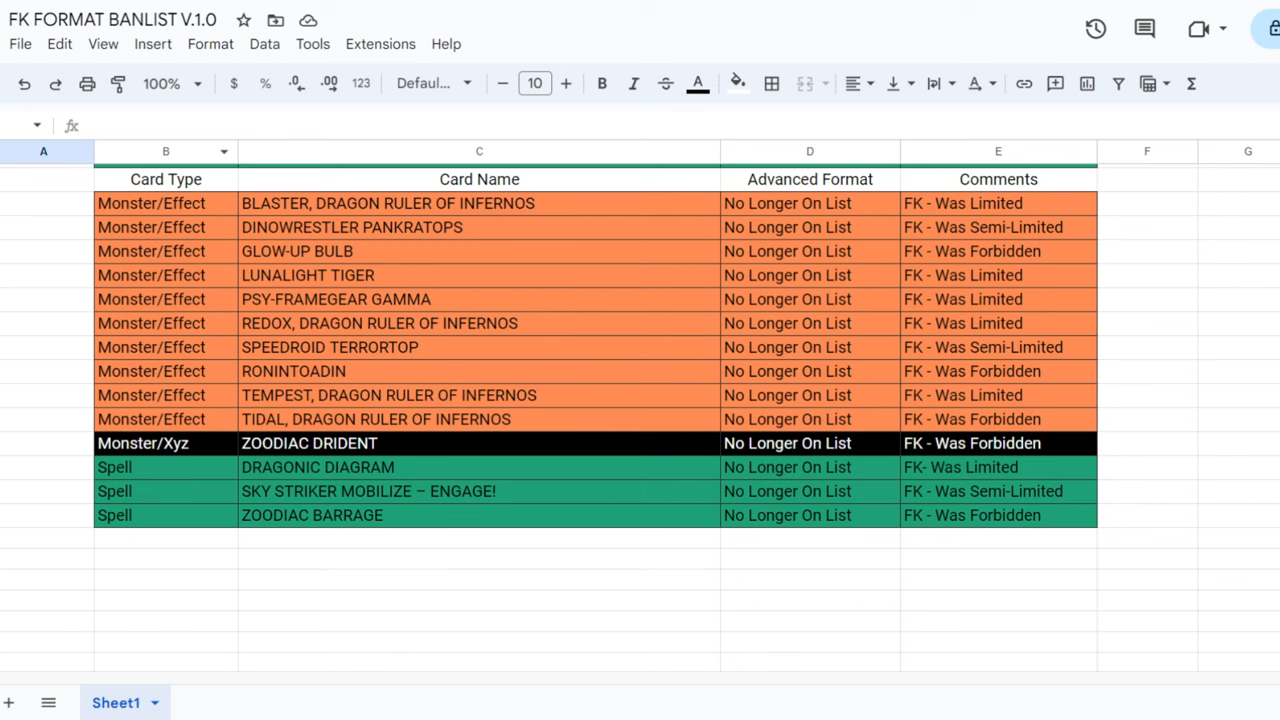 FK FORMAT BANLIST V.1.0
File Edit View Insert Format Data Tools Extensions Help
100% $ % .0 .00 123 Defaul... 10 B I A Σ
fx
A B C D E F G
Card Type Card Name Advanced Format Comments
Monster/Effect BLASTER, DRAGON RULER OF INFERNOS No Longer On List FK - Was Limited
Monster/Effect DINOWRESTLER PANKRATOPS No Longer On List FK - Was Semi-Limited
Monster/Effect GLOW-UP BULB No Longer On List FK - Was Forbidden
Monster/Effect LUNALIGHT TIGER No Longer On List FK - Was Limited
Monster/Effect PSY-FRAMEGEAR GAMMA No Longer On List FK - Was Limited
Monster/Effect REDOX, DRAGON RULER OF INFERNOS No Longer On List FK - Was Limited
Monster/Effect SPEEDROID TERRORTOP No Longer On List FK - Was Semi-Limited
Monster/Effect RONINTOADIN No Longer On List FK - Was Forbidden
Monster/Effect TEMPEST, DRAGON RULER OF INFERNOS No Longer On List FK - Was Limited
Monster/Effect TIDAL, DRAGON RULER OF INFERNOS No Longer On List FK - Was Forbidden
Monster/Xyz ZOODIAC DRIDENT No Longer On List FK - Was Forbidden
Spell DRAGONIC DIAGRAM No Longer On List FK- Was Limited
Spell SKY STRIKER MOBILIZE – ENGAGE! No Longer On List FK - Was Semi-Limited
Spell ZOODIAC BARRAGE No Longer On List FK - Was Forbidden
Sheet1